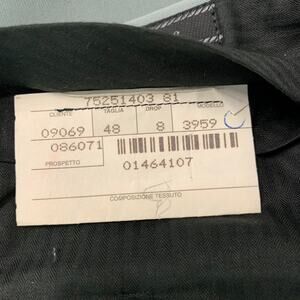 75251403 81
CLIENTE TAGLIA DROP MODELLO
09069 48 8 3959
086071
PROSPETTO 01464107
COMPOSIZIONE TESSUTO